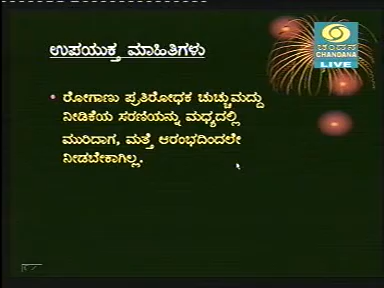 ಉಪಯುಕ್ತ ಮಾಹಿತಿಗಳು
ಚಂದನ
CHANDANA
LIVE
• ರೋಗಾಣು ಪ್ರತಿರೋಧಕ ಚುಚ್ಚುಮದ್ದು
ನೀಡಿಕೆಯ ಸರಣಿಯನ್ನು ಮಧ್ಯದಲ್ಲಿ
ಮುರಿದಾಗ, ಮತ್ತೆ ಆರಂಭದಿಂದಲೇ
ನೀಡಬೇಕಾಗಿಲ್ಲ.